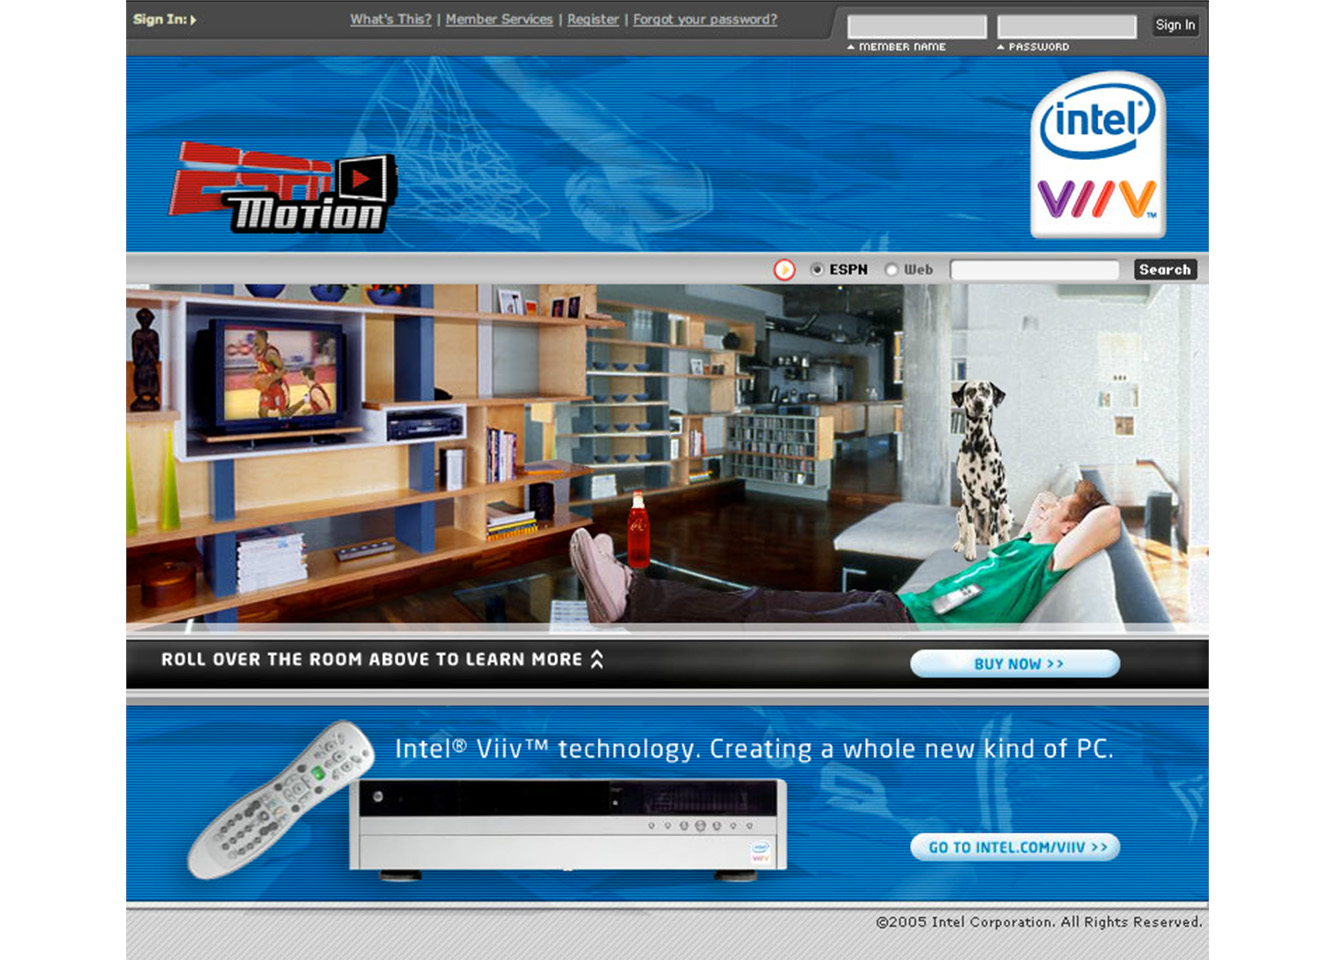 Sign In:
What's This? | Member Services | Register | Forgot your password?
MEMBER NAME
PASSWORD
Sign In
ESPN
Motion
intel
VIIV™
ESPN
Web
Search
ROLL OVER THE ROOM ABOVE TO LEARN MORE
BUY NOW >>
Intel® Viiv™ technology. Creating a whole new kind of PC.
intel
VIIV
GO TO INTEL.COM/VIIV >>
©2005 Intel Corporation. All Rights Reserved.